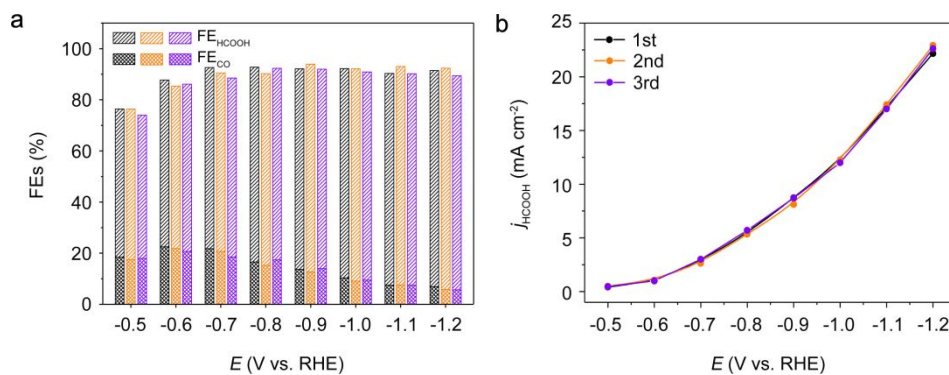 a
FE_HCOOH
FE_CO
FEs (%)
100
80
60
40
20
0
-0.5 -0.6 -0.7 -0.8 -0.9 -1.0 -1.1 -1.2
E (V vs. RHE)
b
1st
2nd
3rd
j_HCOOH (mA cm⁻²)
25
20
15
10
5
0
-0.5 -0.6 -0.7 -0.8 -0.9 -1.0 -1.1 -1.2
E (V vs. RHE)